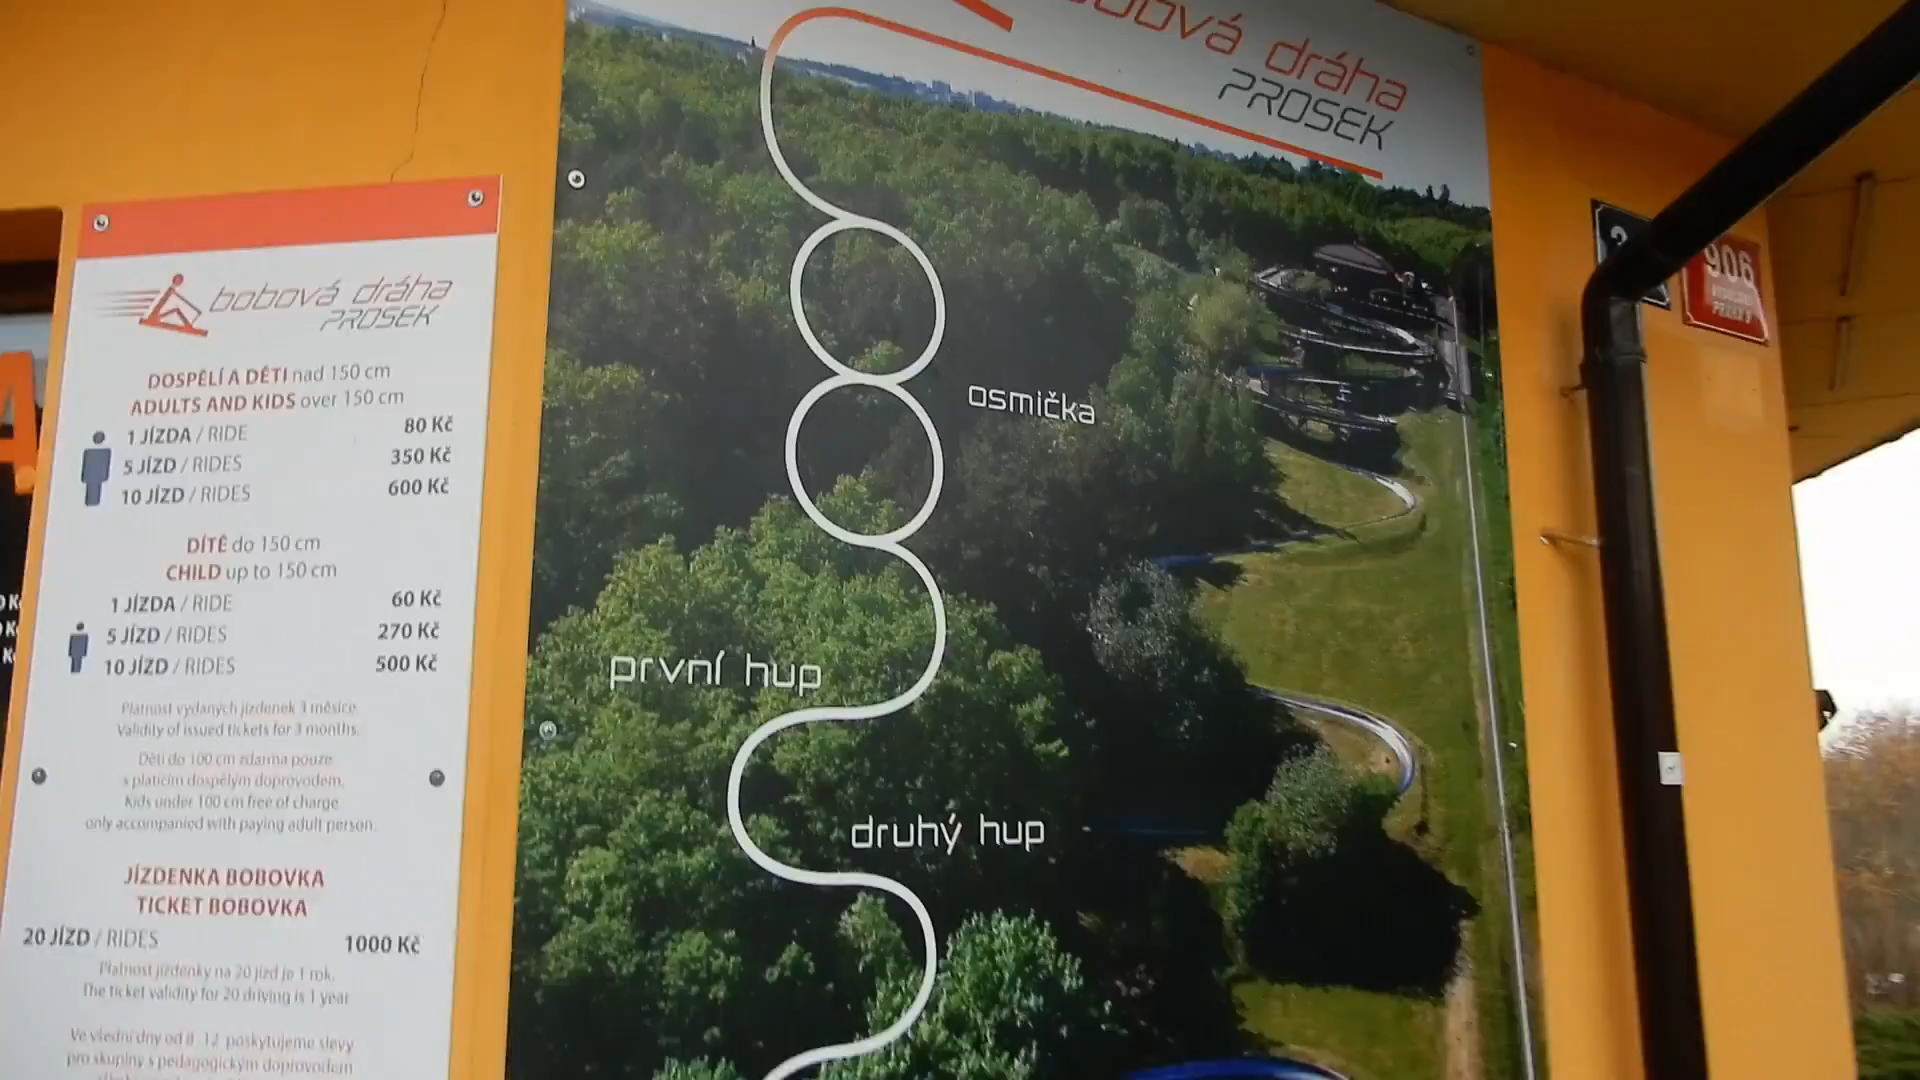 bobová dráha
PROSEK
DOSPĚLÍ A DĚTI nad 150 cm
ADULTS AND KIDS over 150 cm
1 JÍZDA / RIDE 80 Kč
5 JÍZD / RIDES 350 Kč
10 JÍZD / RIDES 600 Kč
DÍTĚ do 150 cm
CHILD up to 150 cm
1 JÍZDA / RIDE 60 Kč
5 JÍZD / RIDES 270 Kč
10 JÍZD / RIDES 500 Kč
Platnost vydaných jízdenek 3 měsíce.
Validity of issued tickets for 3 months.
Děti do 100 cm zdarma pouze
s platícím dospělým doprovodem.
Kids under 100 cm free of charge
only accompanied with paying adult person.
JÍZDENKA BOBOVKA
TICKET BOBOVKA
20 JÍZD / RIDES 1000 Kč
Platnost jízdenky na 20 jízd je 1 rok.
The ticket validity for 20 driving is 1 year
Ve všední dny od 8 - 12 poskytujeme slevy
pro skupiny s pedagogickým doprovodem
bobová dráha
PROSEK
osmička
první hup
druhý hup
906